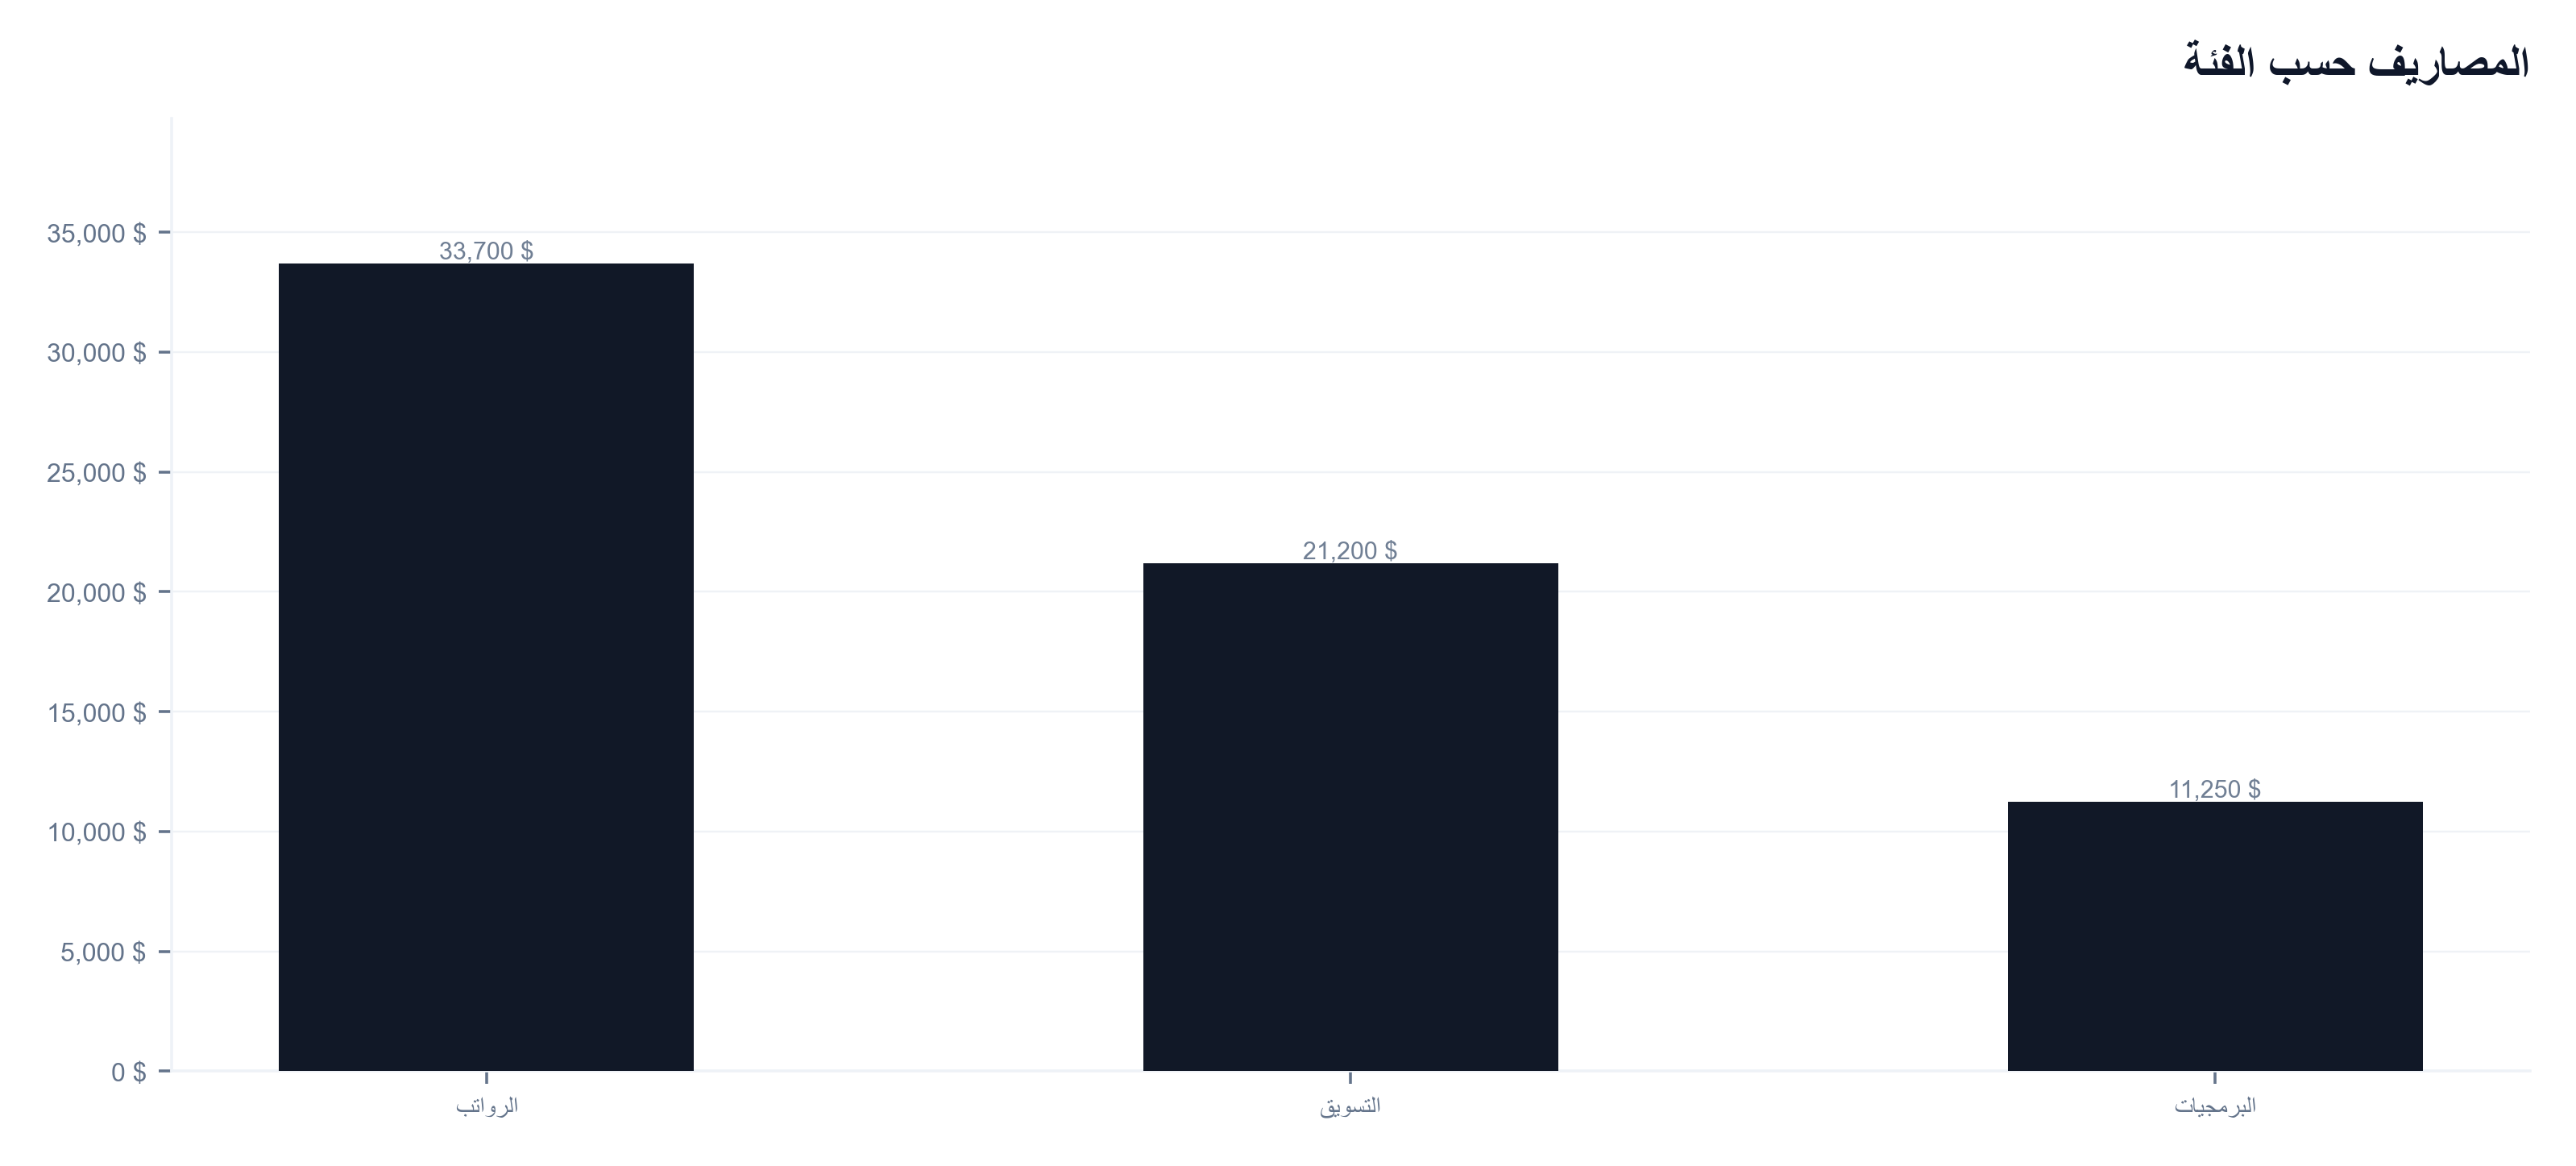 المصاريف حسب الفئة
35,000 $
30,000 $
25,000 $
20,000 $
15,000 $
10,000 $
5,000 $
0 $
33,700 $
21,200 $
11,250 $
الرواتب
التسويق
البرمجيات